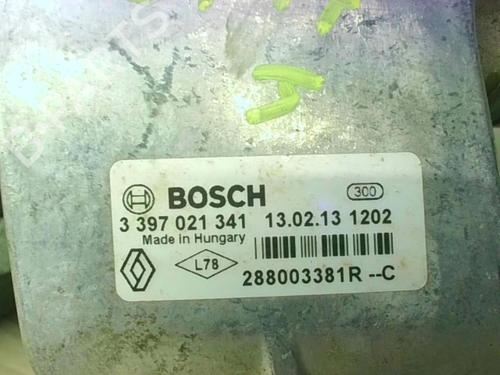 BOSCH
300
3 397 021 341 13.02.13 1202
Made in Hungary
L78
288003381R --C